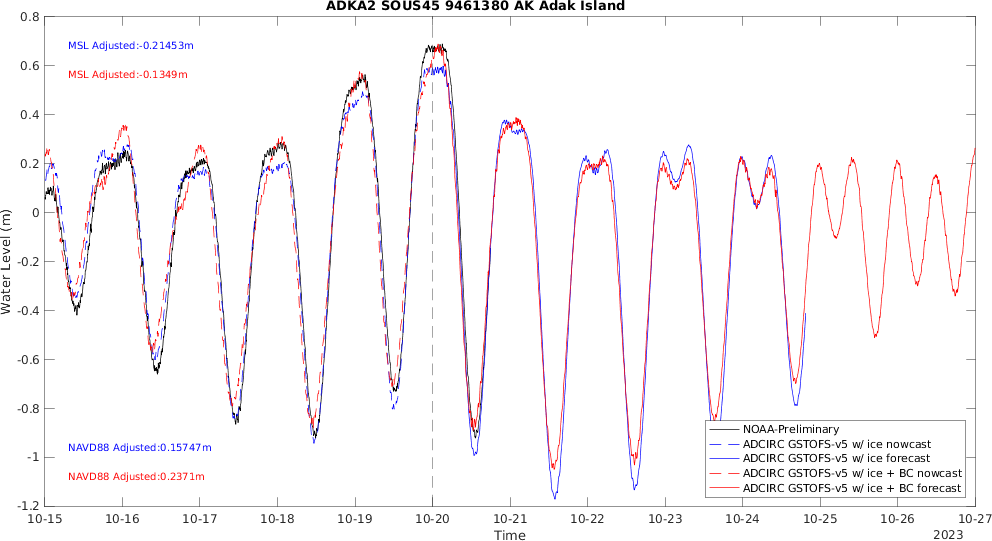 ADKA2 SOUS45 9461380 AK Adak Island
0.8
0.6
0.4
0.2
0
-0.2
-0.4
-0.6
-0.8
-1
-1.2
Water Level (m)
MSL Adjusted:-0.21453m
MSL Adjusted:-0.1349m
NAVD88 Adjusted:0.15747m
NAVD88 Adjusted:0.2371m
NOAA-Preliminary
ADCIRC GSTOFS-v5 w/ ice nowcast
ADCIRC GSTOFS-v5 w/ ice forecast
ADCIRC GSTOFS-v5 w/ ice + BC nowcast
ADCIRC GSTOFS-v5 w/ ice + BC forecast
10-15 10-16 10-17 10-18 10-19 10-20 10-21 10-22 10-23 10-24 10-25 10-26 10-27
Time
2023